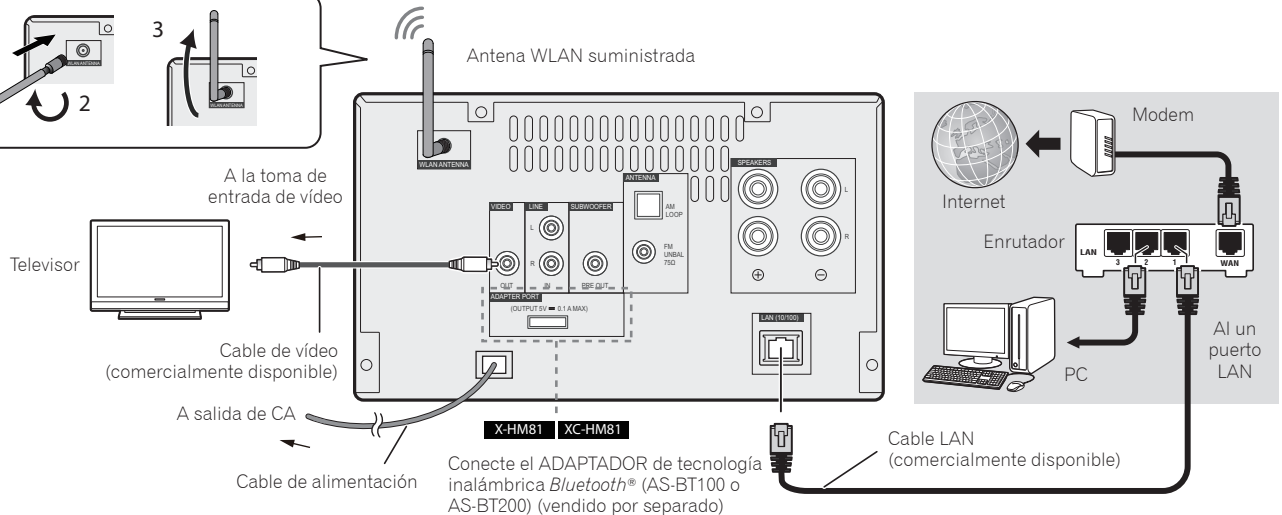 3
2
WLAN ANTENNA
WLAN ANTENNA
Antena WLAN suministrada
WLAN ANTENNA
A la toma de
entrada de vídeo
Televisor
VIDEO
LINE
SUBWOOFER
ANTENNA
SPEAKERS
L
R
OUT
IN
PRE OUT
AM
LOOP
FM
UNBAL
75Ω
L
R
+
−
ADAPTER PORT
(OUTPUT 5V ⎓ 0.1 A MAX)
LAN (10/100)
Modem
Internet
Enrutador
LAN
3
2
1
WAN
Al un
puerto
LAN
PC
Cable de vídeo
(comercialmente disponible)
A salida de CA
Cable de alimentación
X-HM81
XC-HM81
Conecte el ADAPTADOR de tecnología
inalámbrica Bluetooth® (AS-BT100 o
AS-BT200) (vendido por separado)
Cable LAN
(comercialmente disponible)